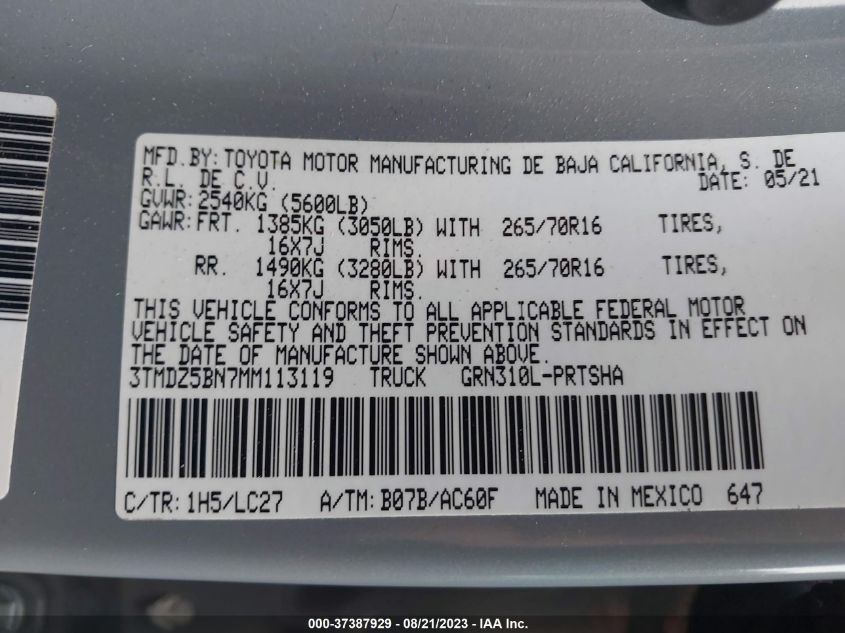 MFD.BY: TOYOTA MOTOR MANUFACTURING DE BAJA CALIFORNIA, S. DE
R.L. DE C.V. DATE: 05/21
GVWR: 2540KG (5600LB)
GAWR: FRT. 1385KG (3050LB) WITH 265/70R16 TIRES,
16X7J RIMS.
RR. 1490KG (3280LB) WITH 265/70R16 TIRES,
16X7J RIMS.
THIS VEHICLE CONFORMS TO ALL APPLICABLE FEDERAL MOTOR
VEHICLE SAFETY AND THEFT PREVENTION STANDARDS IN EFFECT ON
THE DATE OF MANUFACTURE SHOWN ABOVE.
3TMDZ5BN7MM113119 TRUCK GRN310L-PRTSHA
C/TR: 1H5/LC27 A/TM: B07B/AC60F MADE IN MEXICO 647
000-37387929 - 08/21/2023 - IAA Inc.